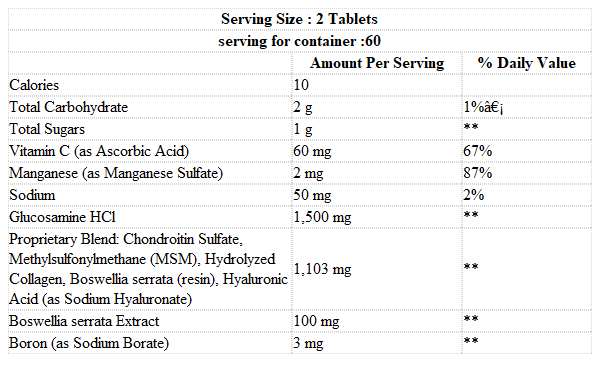 Serving Size : 2 Tablets
serving for container :60
Amount Per Serving % Daily Value
Calories 10
Total Carbohydrate 2 g 1%â€¡
Total Sugars 1 g **
Vitamin C (as Ascorbic Acid) 60 mg 67%
Manganese (as Manganese Sulfate) 2 mg 87%
Sodium 50 mg 2%
Glucosamine HCl 1,500 mg **
Proprietary Blend: Chondroitin Sulfate,
Methylsulfonylmethane (MSM), Hydrolyzed
Collagen, Boswellia serrata (resin), Hyaluronic
Acid (as Sodium Hyaluronate) 1,103 mg **
Boswellia serrata Extract 100 mg **
Boron (as Sodium Borate) 3 mg **